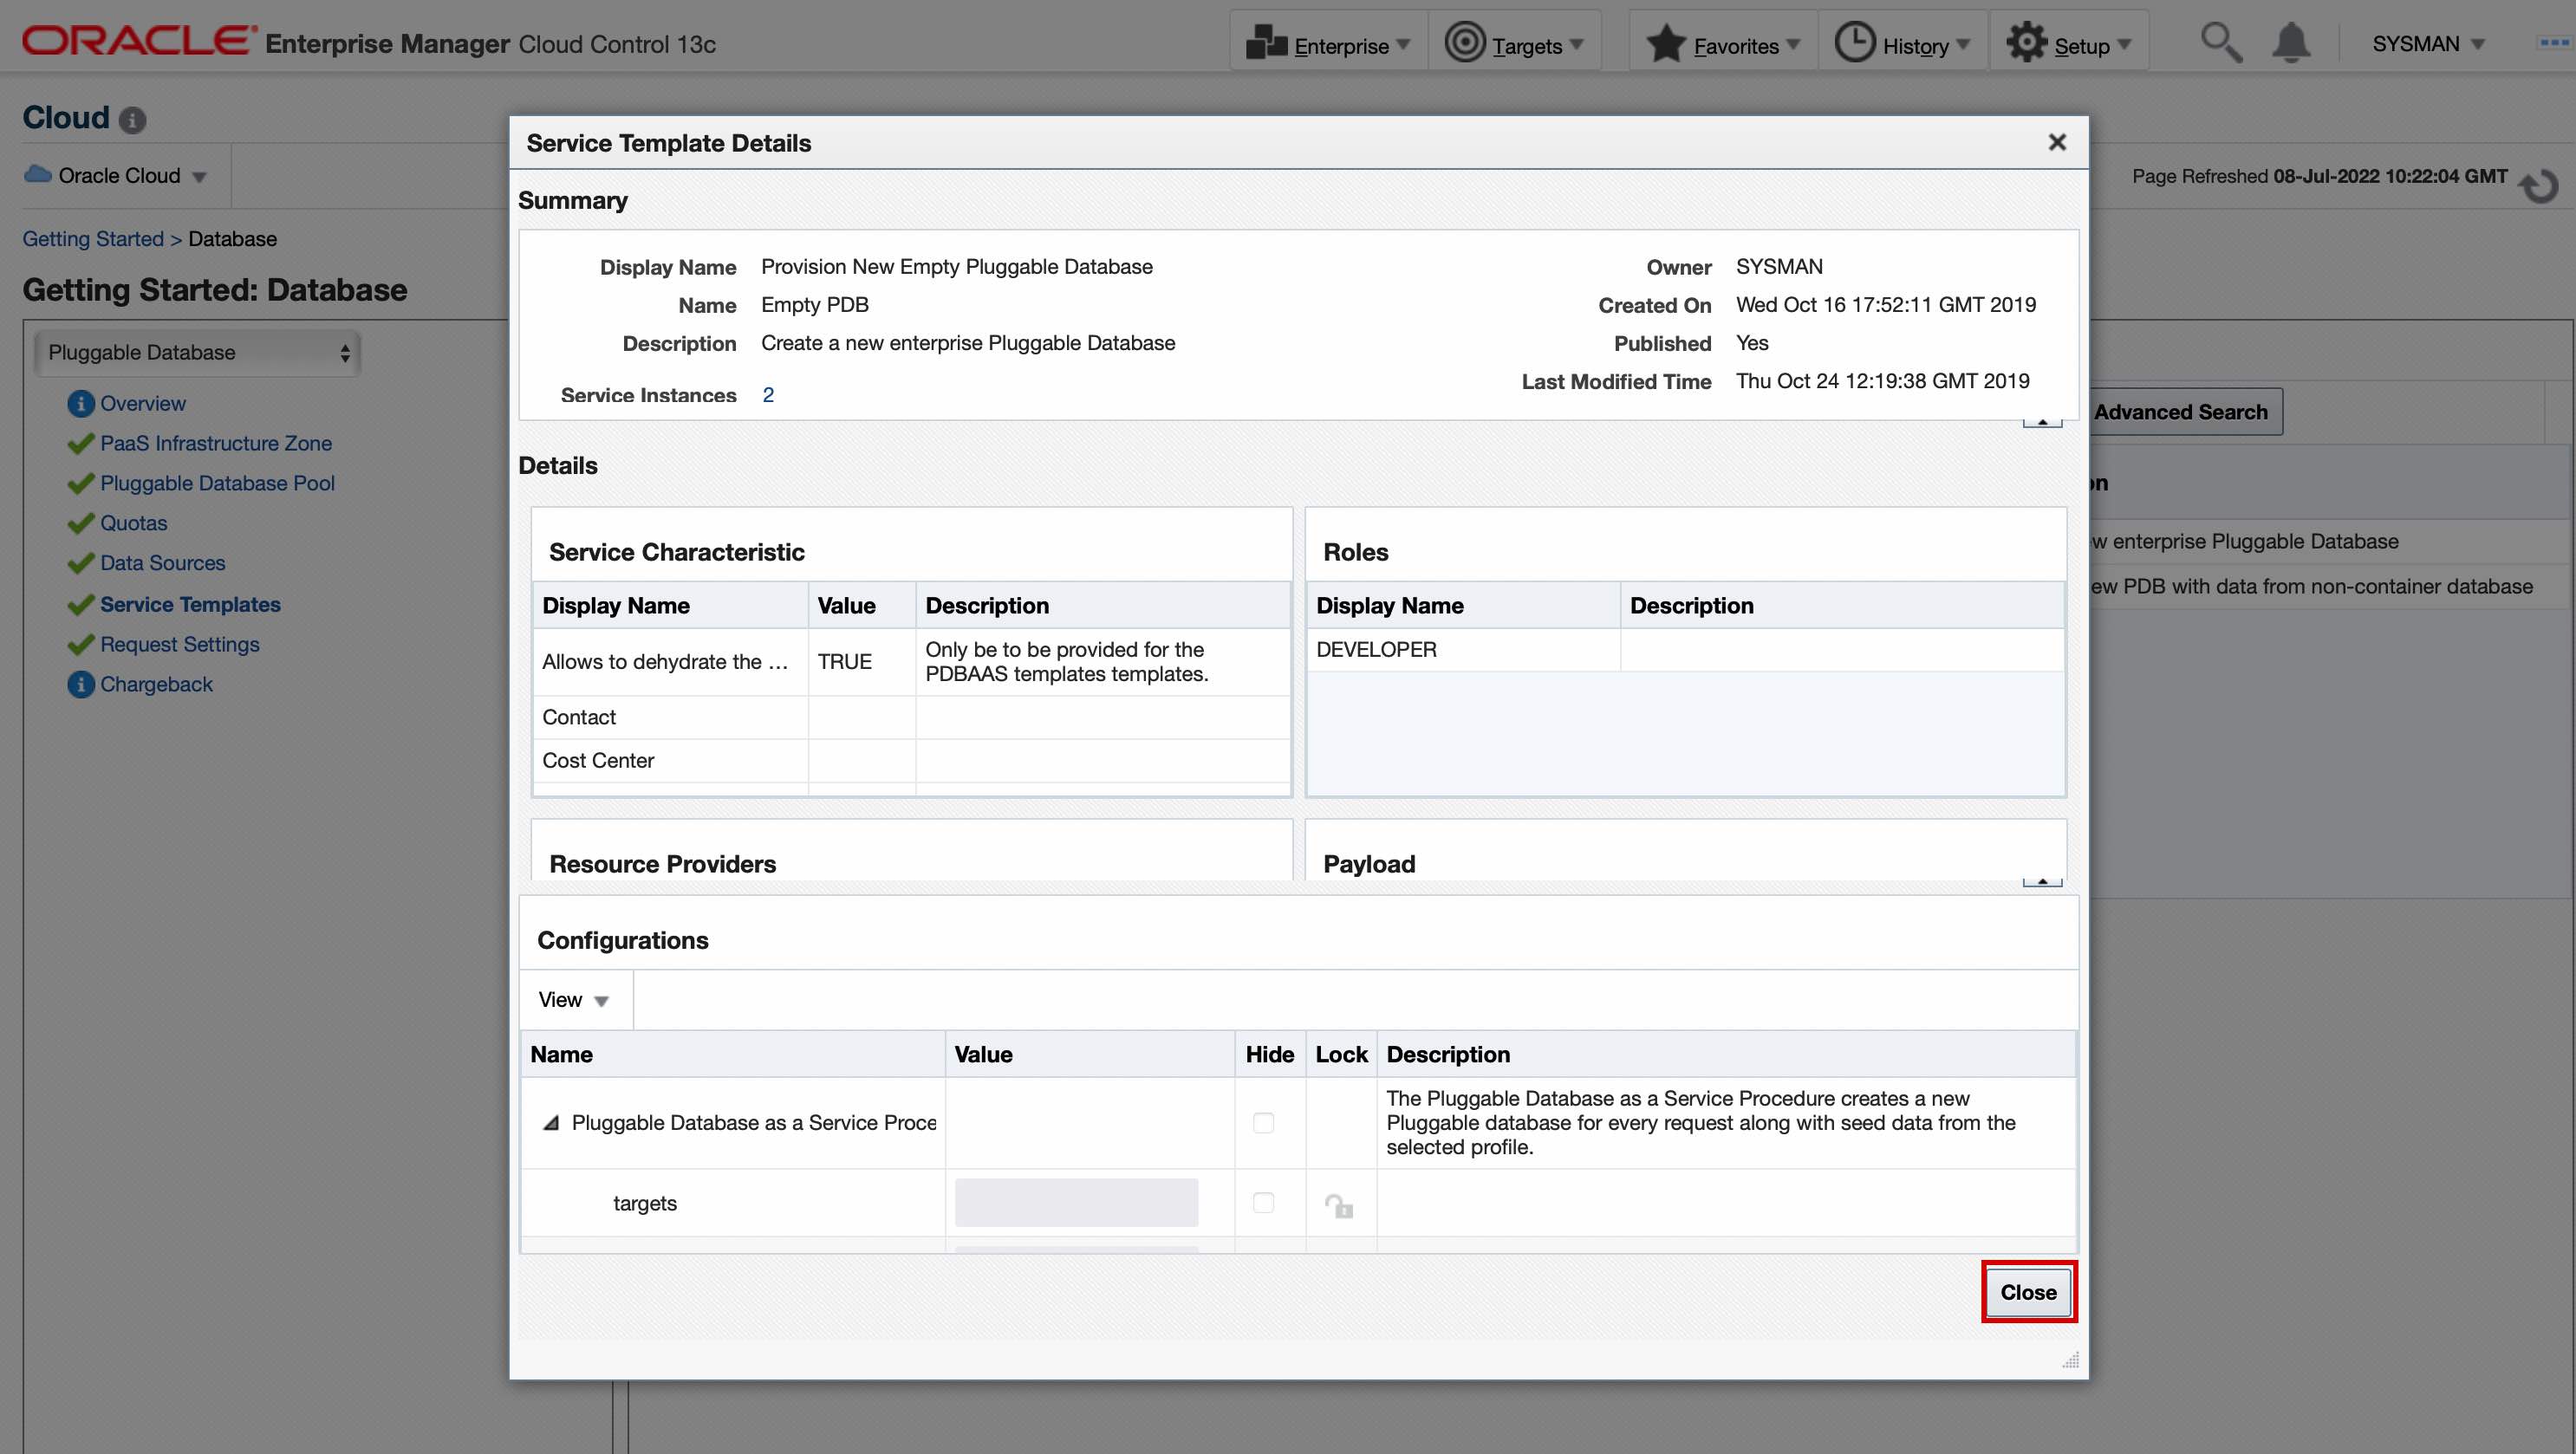 ORACLE Enterprise Manager Cloud Control 13c
Enterprise
Targets
Favorites
History
Setup
SYSMAN
Cloud
Oracle Cloud
Page Refreshed 08-Jul-2022 10:22:04 GMT
Getting Started > Database
Getting Started: Database
Pluggable Database
Overview
PaaS Infrastructure Zone
Pluggable Database Pool
Quotas
Data Sources
Service Templates
Request Settings
Chargeback
Service Template Details
Summary
Display Name Provision New Empty Pluggable Database
Name Empty PDB
Description Create a new enterprise Pluggable Database
Service Instances 2
Owner SYSMAN
Created On Wed Oct 16 17:52:11 GMT 2019
Published Yes
Last Modified Time Thu Oct 24 12:19:38 GMT 2019
Details
Service Characteristic
Display Name Value Description
Allows to dehydrate the ... TRUE Only be to be provided for the
PDBAAS templates templates.
Contact
Cost Center
Roles
Display Name Description
DEVELOPER
Resource Providers
Payload
Configurations
View
Name Value Hide Lock Description
Pluggable Database as a Service Proce
The Pluggable Database as a Service Procedure creates a new
Pluggable database for every request along with seed data from the
selected profile.
targets
Close
Advanced Search
enterprise Pluggable Database
PDB with data from non-container database